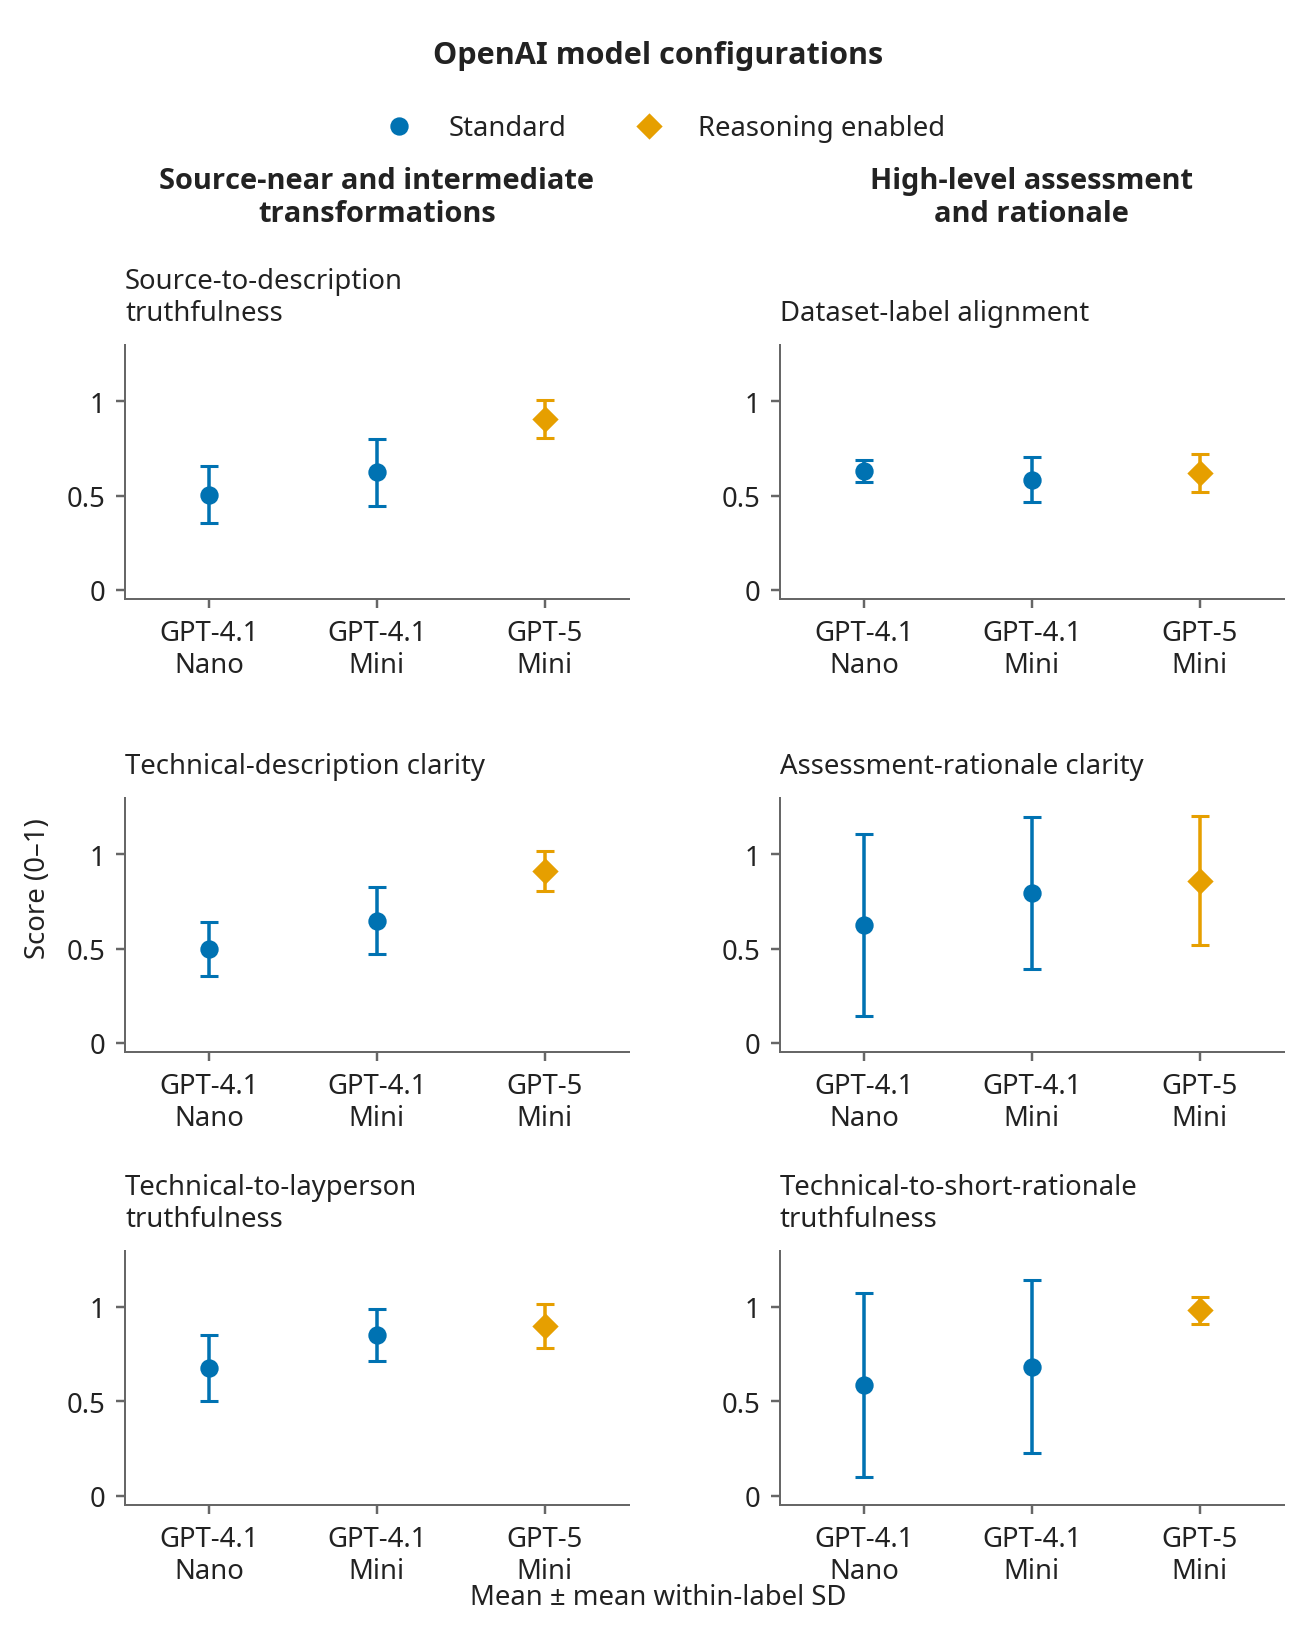 OpenAI model configurations
Standard
Reasoning enabled
Source-near and intermediate
transformations
High-level assessment
and rationale
Source-to-description
truthfulness
1
0.5
0
GPT-4.1
Nano
GPT-4.1
Mini
GPT-5
Mini
Dataset-label alignment
1
0.5
0
GPT-4.1
Nano
GPT-4.1
Mini
GPT-5
Mini
Score (0–1)
Technical-description clarity
1
0.5
0
GPT-4.1
Nano
GPT-4.1
Mini
GPT-5
Mini
Assessment-rationale clarity
1
0.5
0
GPT-4.1
Nano
GPT-4.1
Mini
GPT-5
Mini
Technical-to-layperson
truthfulness
1
0.5
0
GPT-4.1
Nano
GPT-4.1
Mini
GPT-5
Mini
Technical-to-short-rationale
truthfulness
1
0.5
0
GPT-4.1
Nano
GPT-4.1
Mini
GPT-5
Mini
Mean ± mean within-label SD